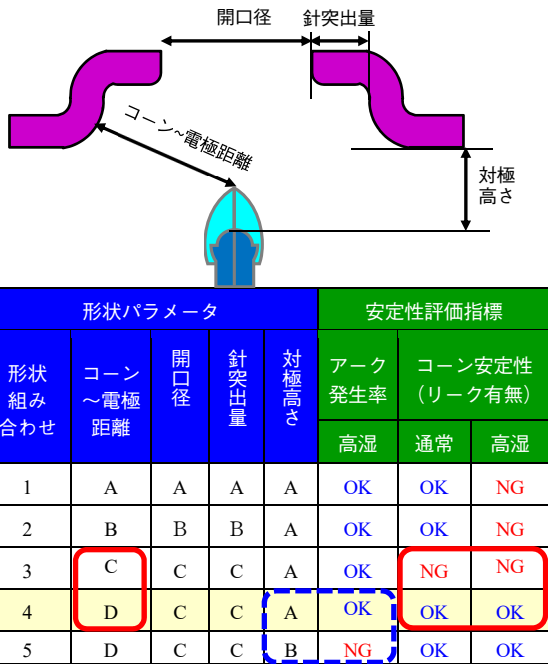 開口径 針突出量
コーン~電極距離
対極
高さ
形状パラメータ 安定性評価指標
形状
組み
合わせ
コーン
～電極
距離
開口径
針突出量
対極高さ
アーク
発生率
コーン安定性
（リーク有無）
高湿 通常 高湿
1 A A A A OK OK NG
2 B B B A OK OK NG
3 C C C A OK NG NG
4 D C C A OK OK OK
5 D C C B NG OK OK